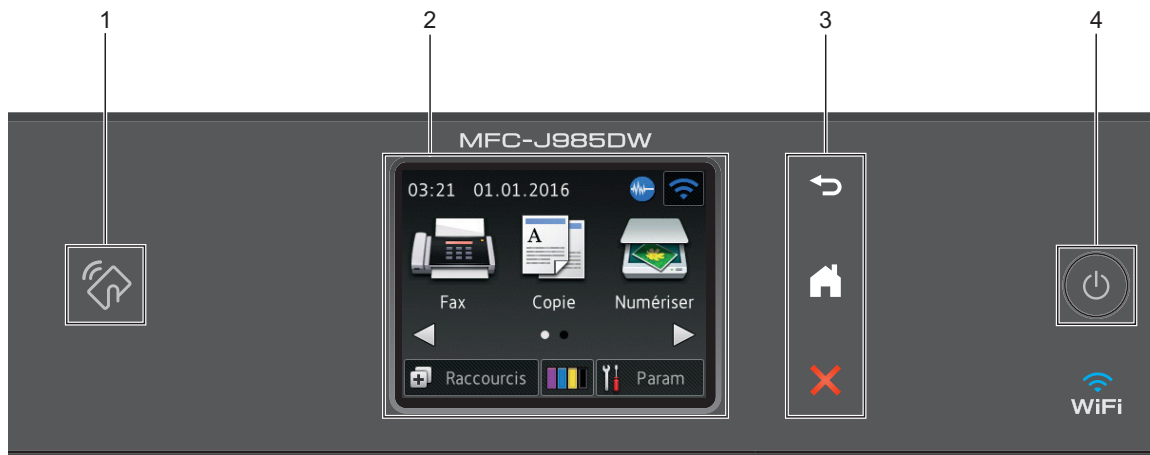 1 2 3 4
MFC-J985DW
03:21 01.01.2016
A
Fax Copie Numériser
Raccourcis Param
WiFi